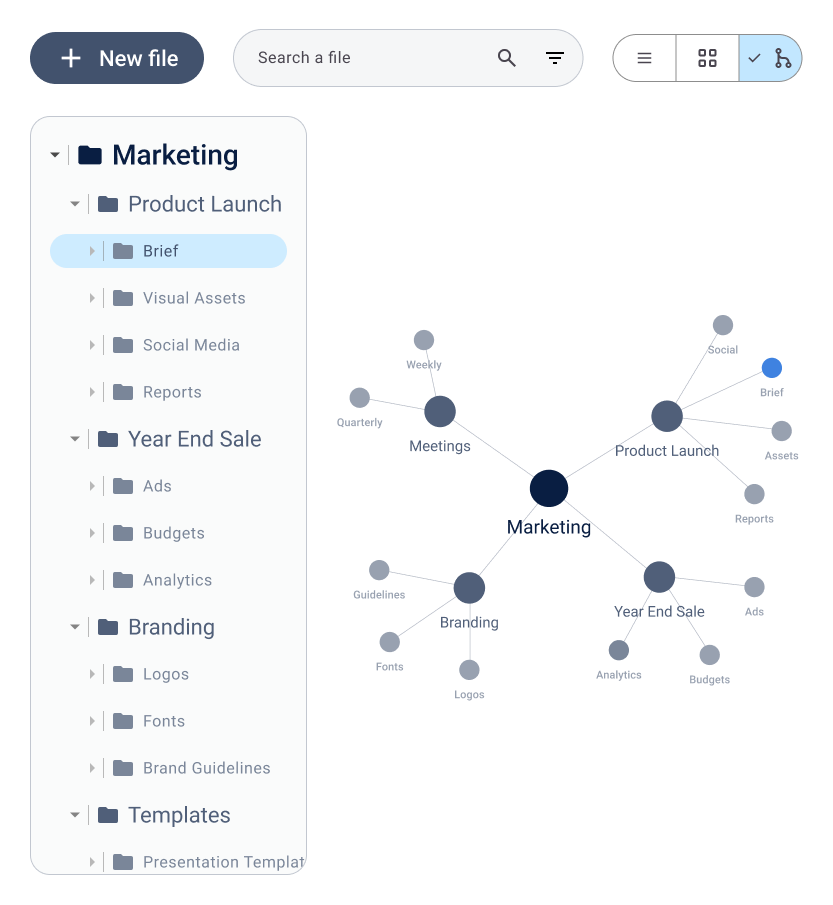 New file
Search a file
Marketing
Product Launch
Brief
Visual Assets
Social Media
Reports
Year End Sale
Ads
Budgets
Analytics
Branding
Logos
Fonts
Brand Guidelines
Templates
Presentation Templat
Weekly
Quarterly
Meetings
Social
Brief
Product Launch
Assets
Reports
Marketing
Guidelines
Branding
Fonts
Logos
Year End Sale
Ads
Analytics
Budgets